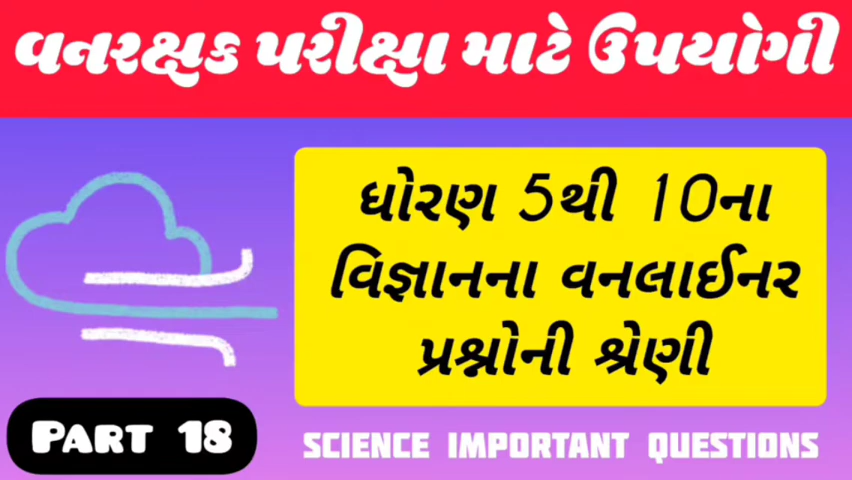 વનરક્ષક પરીક્ષા માટે ઉપયોગી
ધોરણ 5થી 10ના
વિજ્ઞાનના વનલાઈનર
પ્રશ્નોની શ્રેણી
PART 18
SCIENCE IMPORTANT QUESTIONS